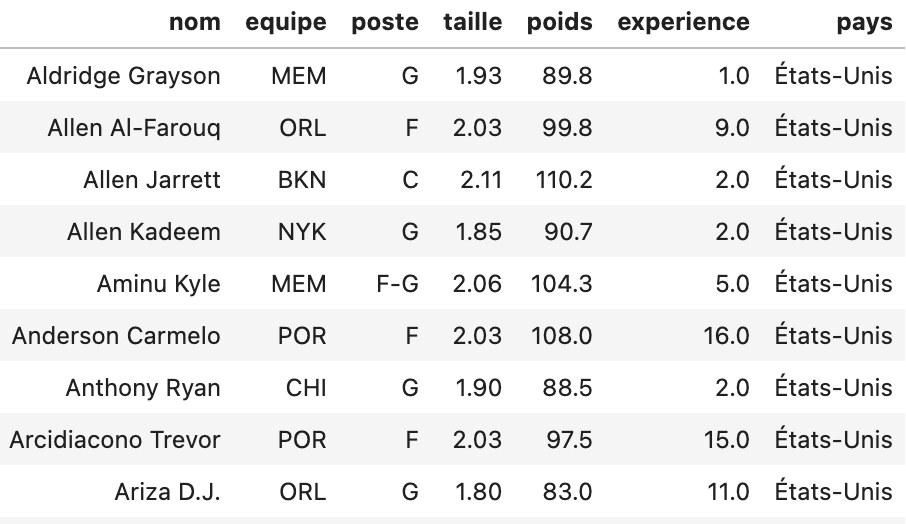 nom equipe poste taille poids experience pays
Aldridge Grayson MEM G 1.93 89.8 1.0 États-Unis
Allen Al-Farouq ORL F 2.03 99.8 9.0 États-Unis
Allen Jarrett BKN C 2.11 110.2 2.0 États-Unis
Allen Kadeem NYK G 1.85 90.7 2.0 États-Unis
Aminu Kyle MEM F-G 2.06 104.3 5.0 États-Unis
Anderson Carmelo POR F 2.03 108.0 16.0 États-Unis
Anthony Ryan CHI G 1.90 88.5 2.0 États-Unis
Arcidiacono Trevor POR F 2.03 97.5 15.0 États-Unis
Ariza D.J. ORL G 1.80 83.0 11.0 États-Unis